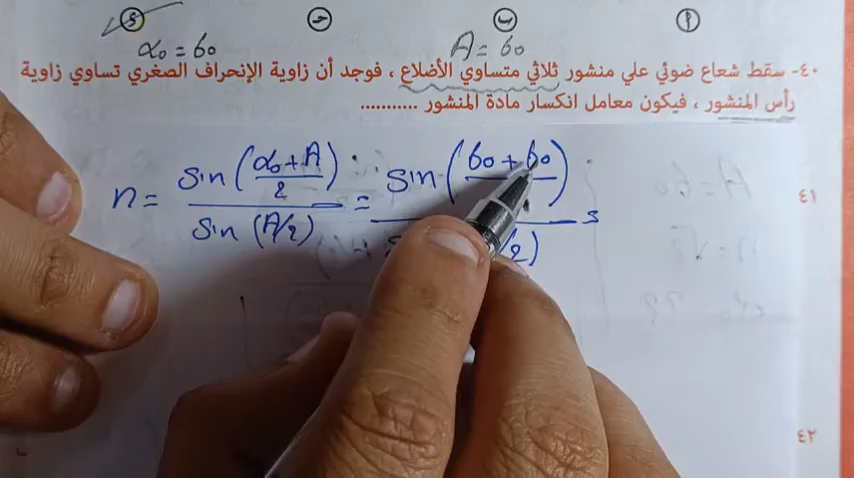 أ ب ج د
A = 60 α₀ = 60
٤٠- سقط شعاع ضوئي علي منشور ثلاثي متساوي الأضلاع ، فوجد أن زاوية الإنحراف الصغري تساوي زاوية
رأس المنشور ، فيكون معامل انكسار مادة المنشور ...........
n = sin(α₀+A / 2) / sin(A/2) = sin(60+60 /) / /2)
٤١
٤٢